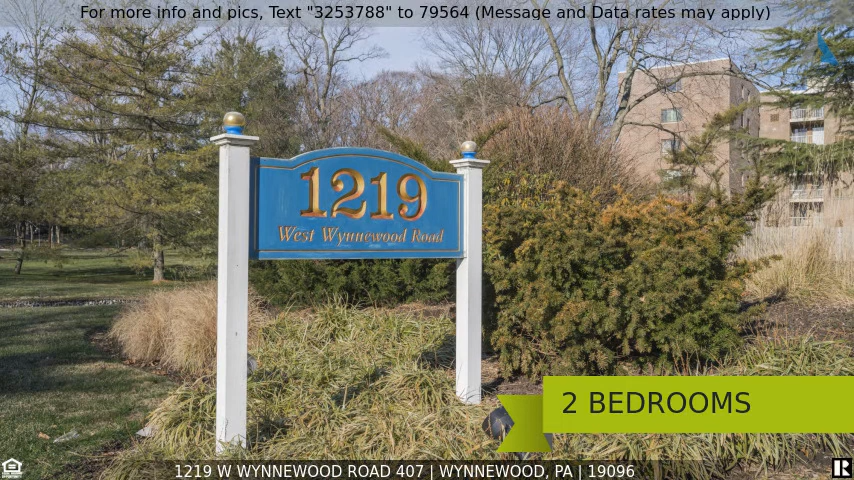 For more info and pics, Text "3253788" to 79564 (Message and Data rates may apply)
1219
West Wynnewood Road
2 BEDROOMS
1219 W WYNNEWOOD ROAD 407 | WYNNEWOOD, PA | 19096